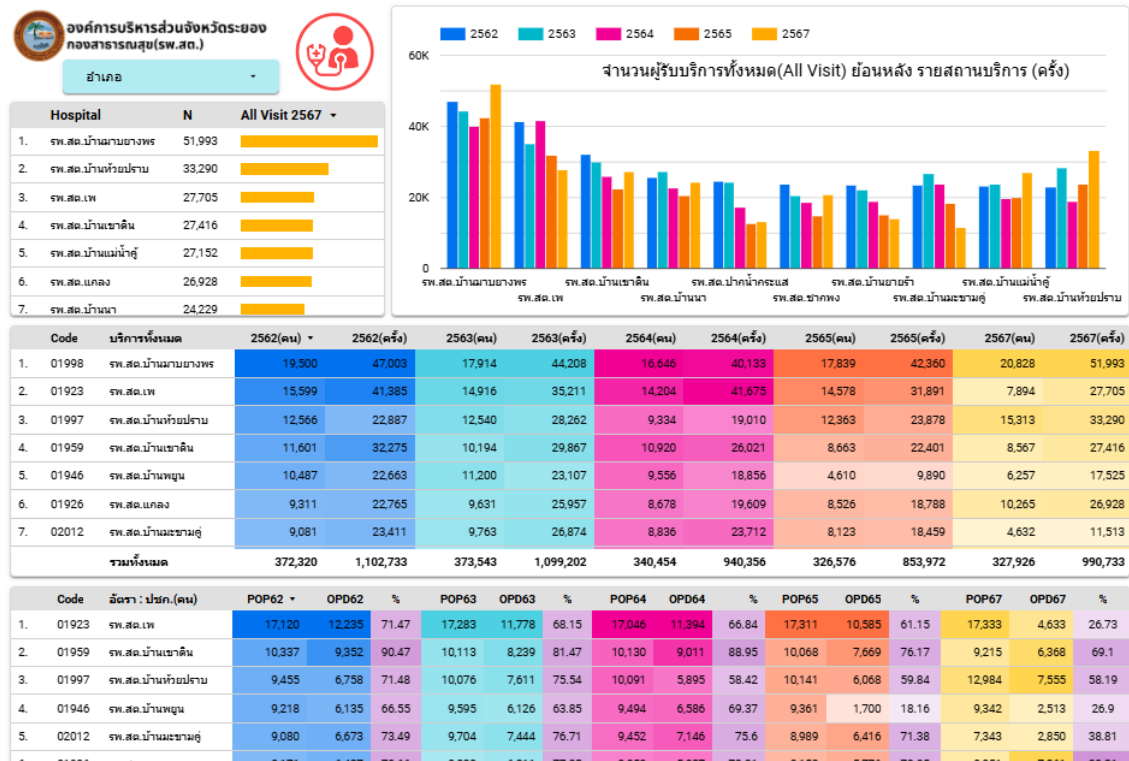 องค์การบริหารส่วนจังหวัดระยอง
กองสาธารณสุข(รพ.สต.)
อำเภอ
Hospital N All Visit 2567
1. รพ.สต.บ้านมาบยางพร 51,993
2. รพ.สต.บ้านห้วยปราบ 33,290
3. รพ.สต.เพ 27,705
4. รพ.สต.บ้านเขาดิน 27,416
5. รพ.สต.บ้านแม่น้ำคู้ 27,152
6. รพ.สต.แกลง 26,928
7. รพ.สต.บ้านนา 24,229
2562 2563 2564 2565 2567
จำนวนผู้รับบริการทั้งหมด(All Visit) ย้อนหลัง รายสถานบริการ (ครั้ง)
60K
40K
20K
0
รพ.สต.บ้านมาบยางพร รพ.สต.บ้านเขาดิน รพ.สต.ปากน้ำกระแส รพ.สต.บ้านยายร้า รพ.สต.บ้านแม่น้ำคู้
รพ.สต.เพ รพ.สต.บ้านนา รพ.สต.ชากพง รพ.สต.บ้านมะขามคู่ รพ.สต.บ้านห้วยปราบ
Code บริการทั้งหมด 2562(คน) 2562(ครั้ง) 2563(คน) 2563(ครั้ง) 2564(คน) 2564(ครั้ง) 2565(คน) 2565(ครั้ง) 2567(คน) 2567(ครั้ง)
1. 01998 รพ.สต.บ้านมาบยางพร 19,500 47,003 17,914 44,208 16,646 40,133 17,839 42,360 20,828 51,993
2. 01923 รพ.สต.เพ 15,599 41,385 14,916 35,211 14,204 41,675 14,578 31,891 7,894 27,705
3. 01997 รพ.สต.บ้านห้วยปราบ 12,566 22,887 12,540 28,262 9,334 19,010 12,363 23,878 15,313 33,290
4. 01959 รพ.สต.บ้านเขาดิน 11,601 32,275 10,194 29,867 10,920 26,021 8,663 22,401 8,567 27,416
5. 01946 รพ.สต.บ้านพยูน 10,487 22,663 11,200 23,107 9,556 18,856 4,610 9,890 6,257 17,525
6. 01926 รพ.สต.แกลง 9,311 22,765 9,631 25,957 8,678 19,609 8,526 18,788 10,265 26,928
7. 02012 รพ.สต.บ้านมะขามคู่ 9,081 23,411 9,763 26,874 8,836 23,712 8,123 18,459 4,632 11,513
รวมทั้งหมด 372,320 1,102,733 373,543 1,099,202 340,454 940,356 326,576 853,972 327,926 990,733
Code อัตรา : ปชก.(คน) POP62 OPD62 % POP63 OPD63 % POP64 OPD64 % POP65 OPD65 % POP67 OPD67 %
1. 01923 รพ.สต.เพ 17,120 12,235 71.47 17,283 11,778 68.15 17,046 11,394 66.84 17,311 10,585 61.15 17,333 4,633 26.73
2. 01959 รพ.สต.บ้านเขาดิน 10,337 9,352 90.47 10,113 8,239 81.47 10,130 9,011 88.95 10,068 7,669 76.17 9,215 6,368 69.1
3. 01997 รพ.สต.บ้านห้วยปราบ 9,455 6,758 71.48 10,076 7,611 75.54 10,091 5,895 58.42 10,141 6,068 59.84 12,984 7,555 58.19
4. 01946 รพ.สต.บ้านพยูน 9,218 6,135 66.55 9,595 6,126 63.85 9,494 6,586 69.37 9,361 1,700 18.16 9,342 2,513 26.9
5. 02012 รพ.สต.บ้านมะขามคู่ 9,080 6,673 73.49 9,704 7,444 76.71 9,452 7,146 75.6 8,989 6,416 71.38 7,343 2,850 38.81